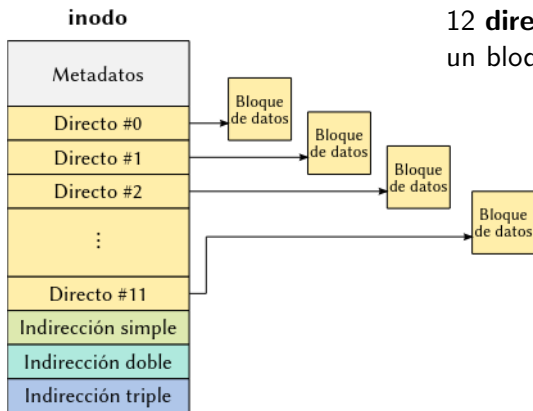 inodo
12 dire
un bloq
Metadatos
Directo #0
Bloque
de datos
Directo #1
Bloque
de datos
Directo #2
Bloque
de datos
⋮
Bloque
de datos
Directo #11
Indirección simple
Indirección doble
Indirección triple